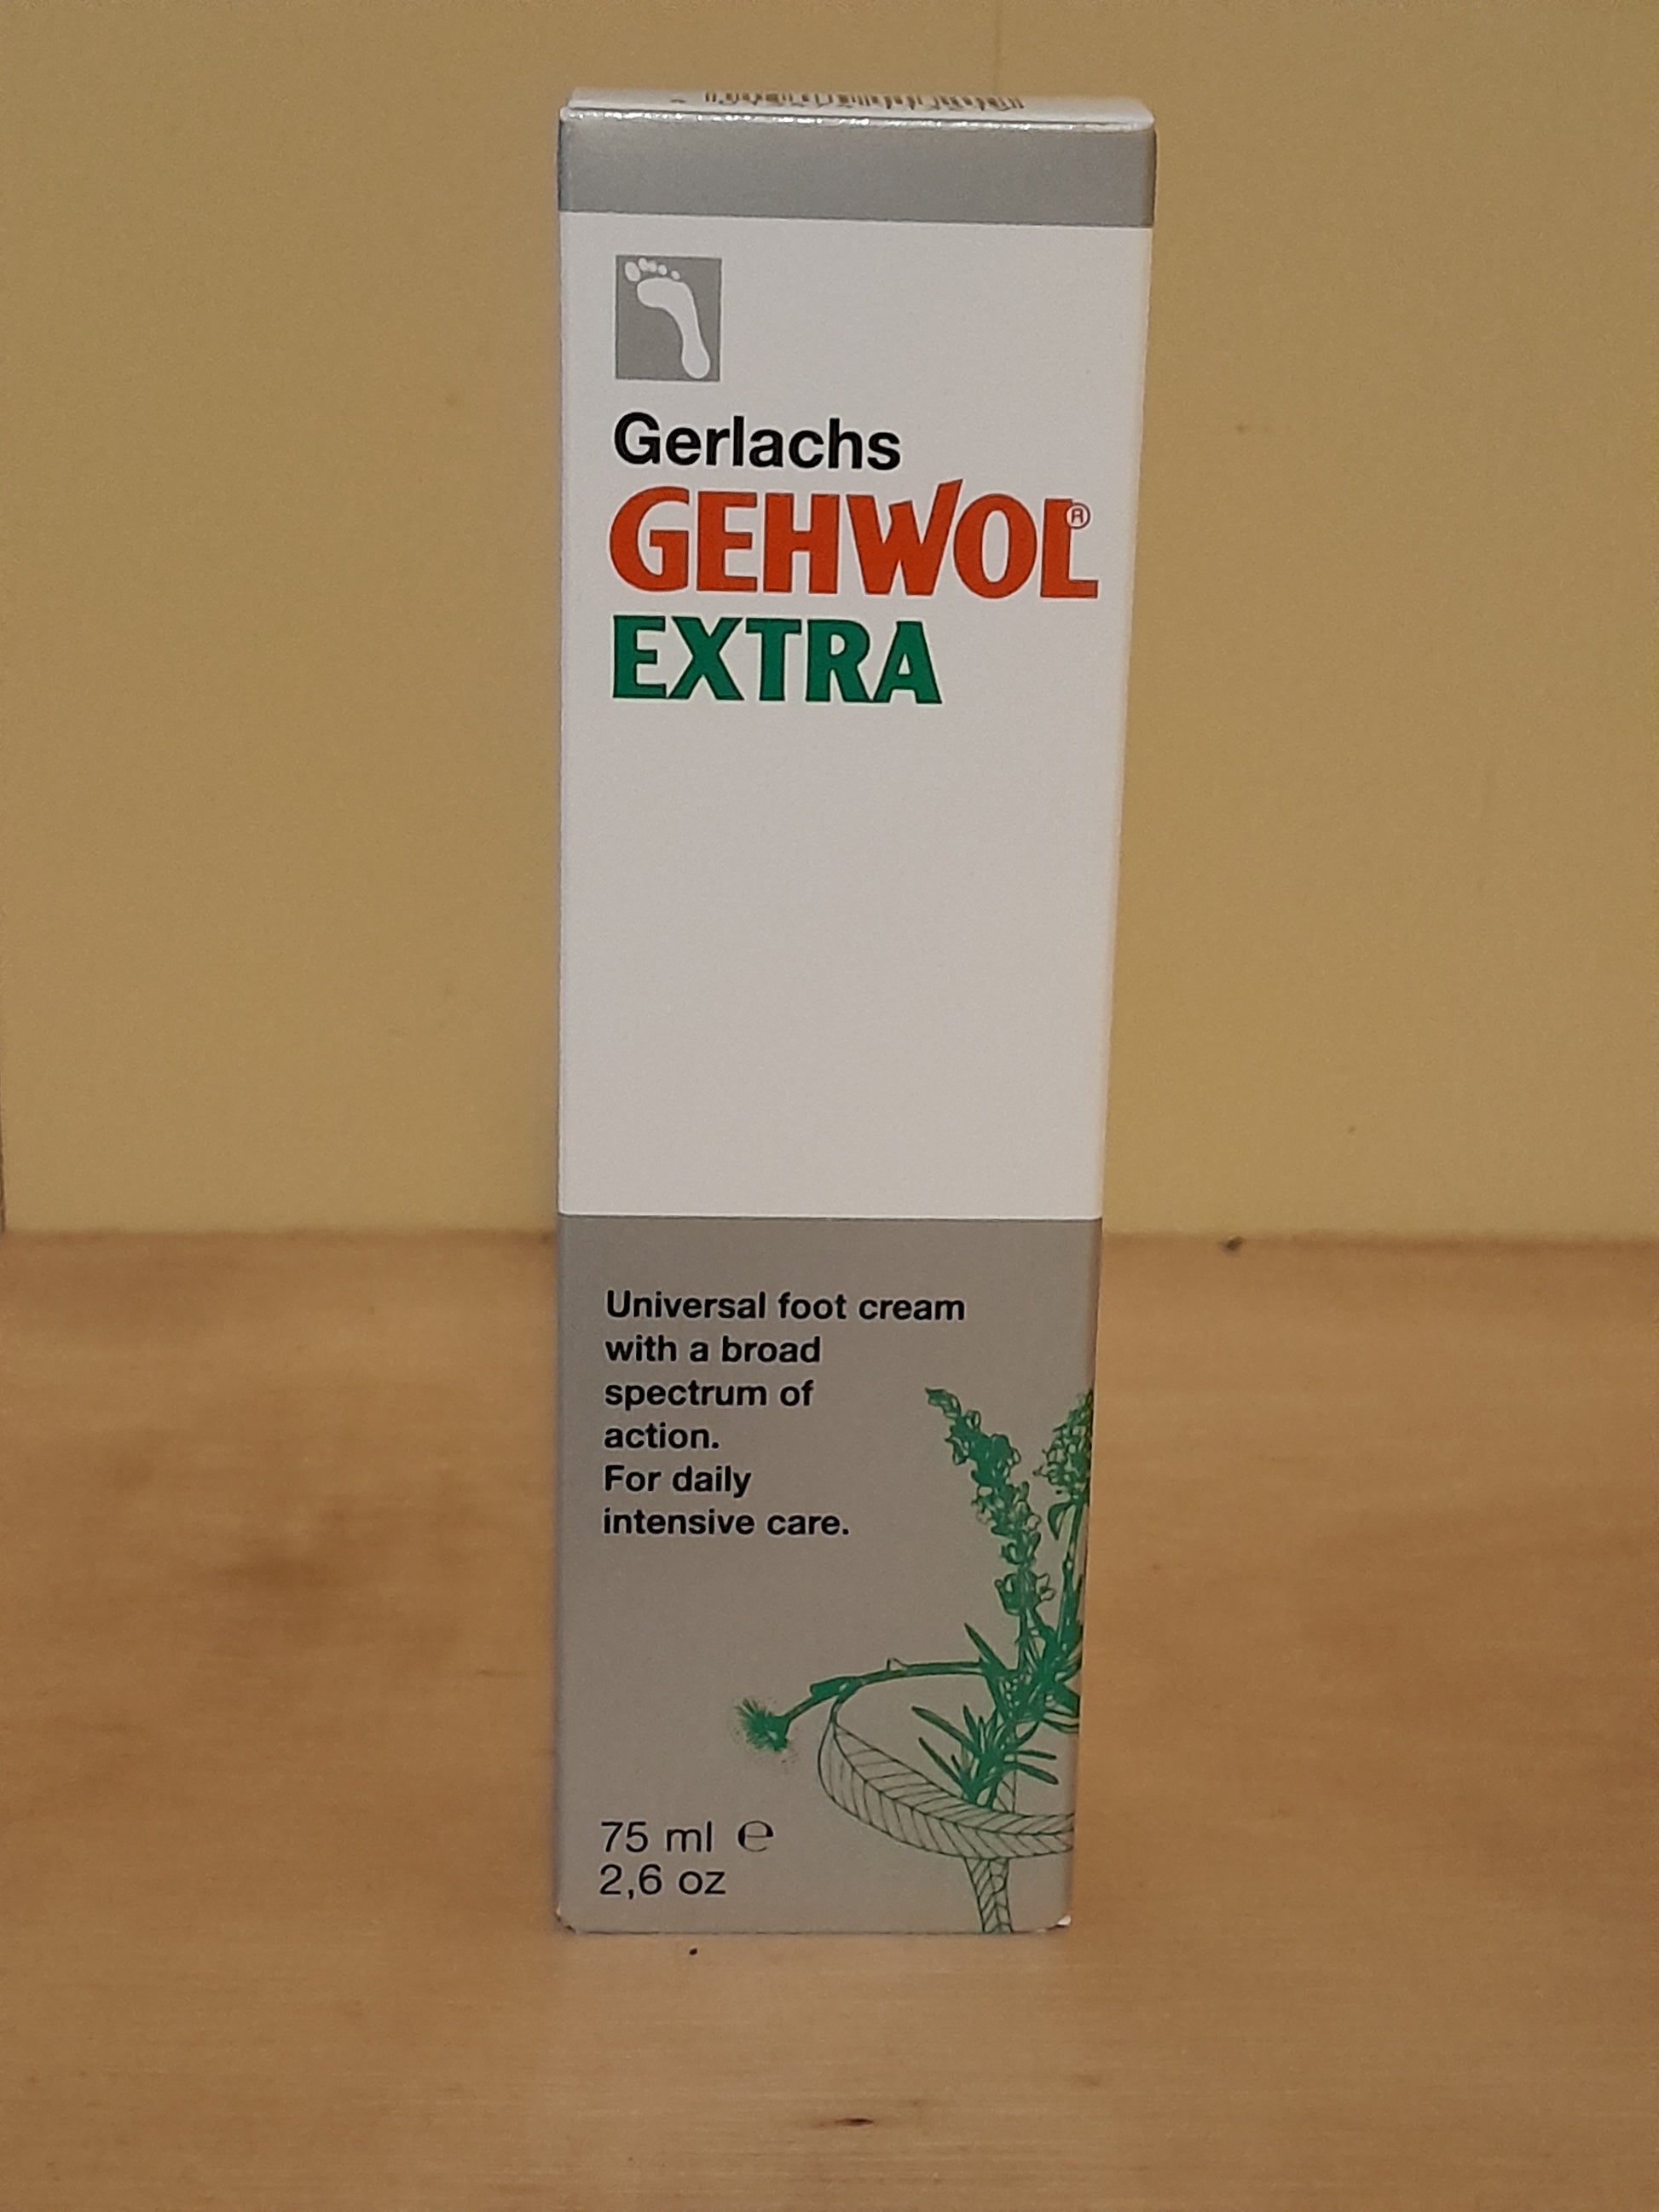 Gerlachs
GEHWOL®
EXTRA
Universal foot cream
with a broad
spectrum of
action.
For daily
intensive care.
75 ml ℮
2,6 oz